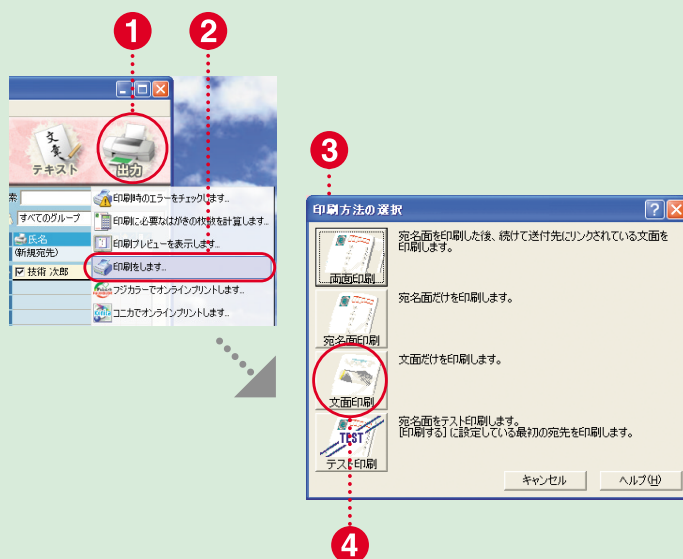 1
2
テキスト
出力
索
印刷時のエラーをチェックします..
すべてのグループ
印刷に必要なはがきの枚数を計算します..
氏名
印刷プレビューを表示します..
(新規宛先)
印刷をします..
技術 次郎
フジカラーでオンラインプリントします..
コニカでオンラインプリントします..
3
印刷方法の選択
両面印刷
宛名面を印刷した後、続けて送付先にリンクされている文面を
印刷します。
宛名面印刷
宛名面だけを印刷します。
文面印刷
文面だけを印刷します。
TEST
テスト印刷
宛名面をテスト印刷します。
[印刷する]に設定している最初の宛先を印刷します。
キャンセル
ヘルプ(H)
4